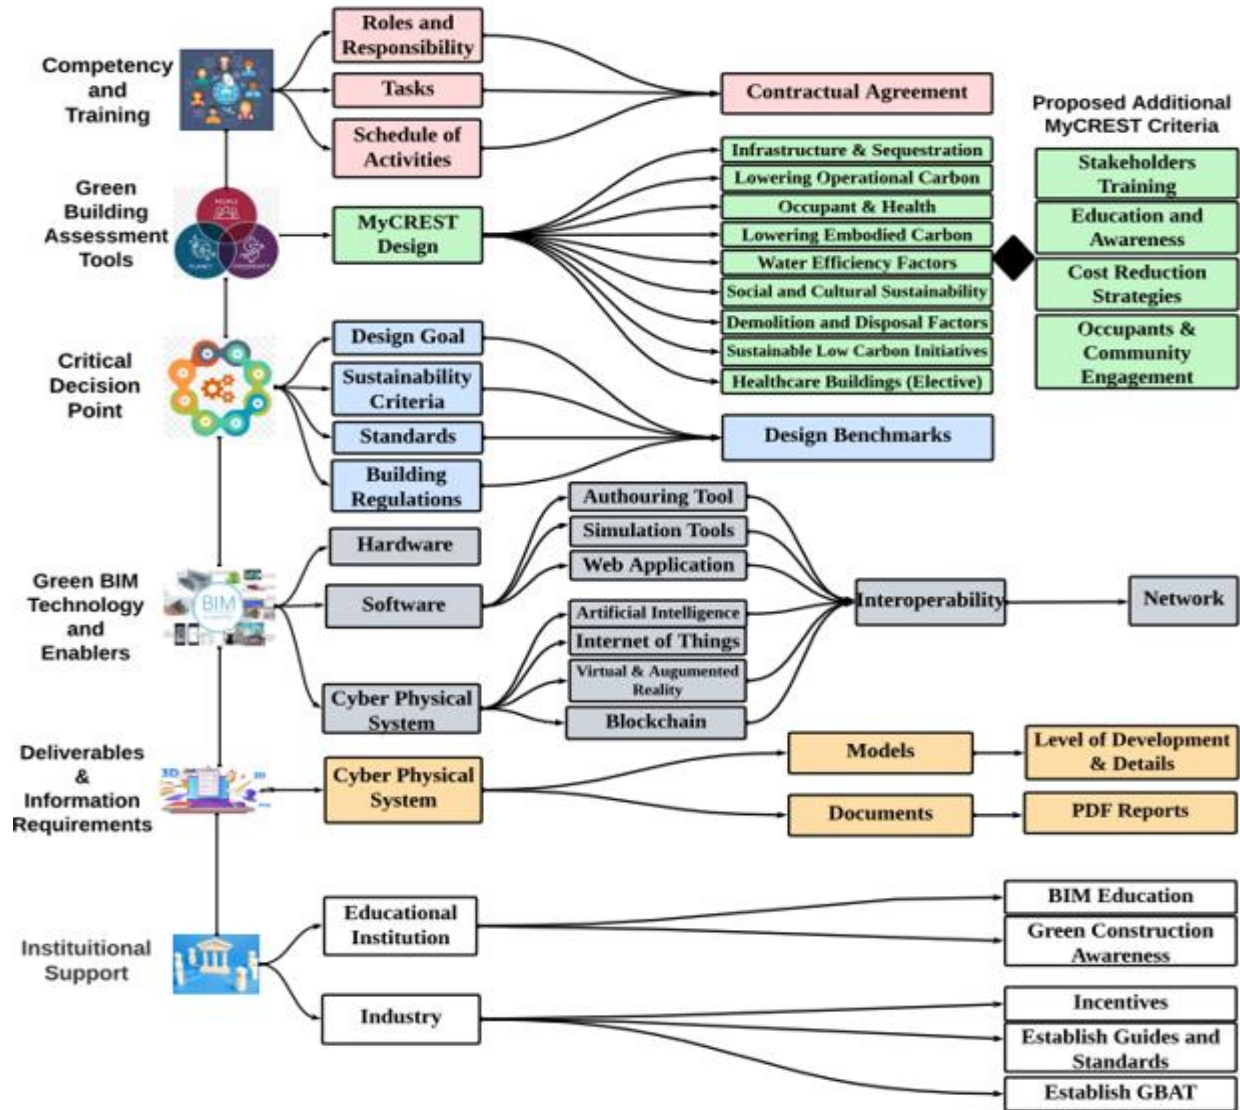 Competency
and
Training
Roles and
Responsibility
Tasks
Schedule of
Activities
Contractual Agreement
Proposed Additional
MyCREST Criteria
Green
Building
Assessment
Tools
PEOPLE
PLANET
PROSPERITY
MyCREST
Design
Infrastructure & Sequestration
Lowering Operational Carbon
Occupant & Health
Lowering Embodied Carbon
Water Efficiency Factors
Social and Cultural Sustainability
Demolition and Disposal Factors
Sustainable Low Carbon Initiatives
Healthcare Buildings (Elective)
Stakeholders
Training
Education and
Awareness
Cost Reduction
Strategies
Occupants &
Community
Engagement
Critical
Decision
Point
Design Goal
Sustainability
Criteria
Standards
Building
Regulations
Design Benchmarks
Green BIM
Technology
and
Enablers
BIM
Hardware
Software
Cyber Physical
System
Authouring Tool
Simulation Tools
Web Application
Artificial Intelligence
Internet of Things
Virtual & Augumented
Reality
Blockchain
Interoperability
Network
Deliverables
&
Information
Requirements
3D
Cyber Physical
System
Models
Documents
Level of Development
& Details
PDF Reports
Instituitional
Support
Educational
Institution
Industry
BIM Education
Green Construction
Awareness
Incentives
Establish Guides and
Standards
Establish GBAT